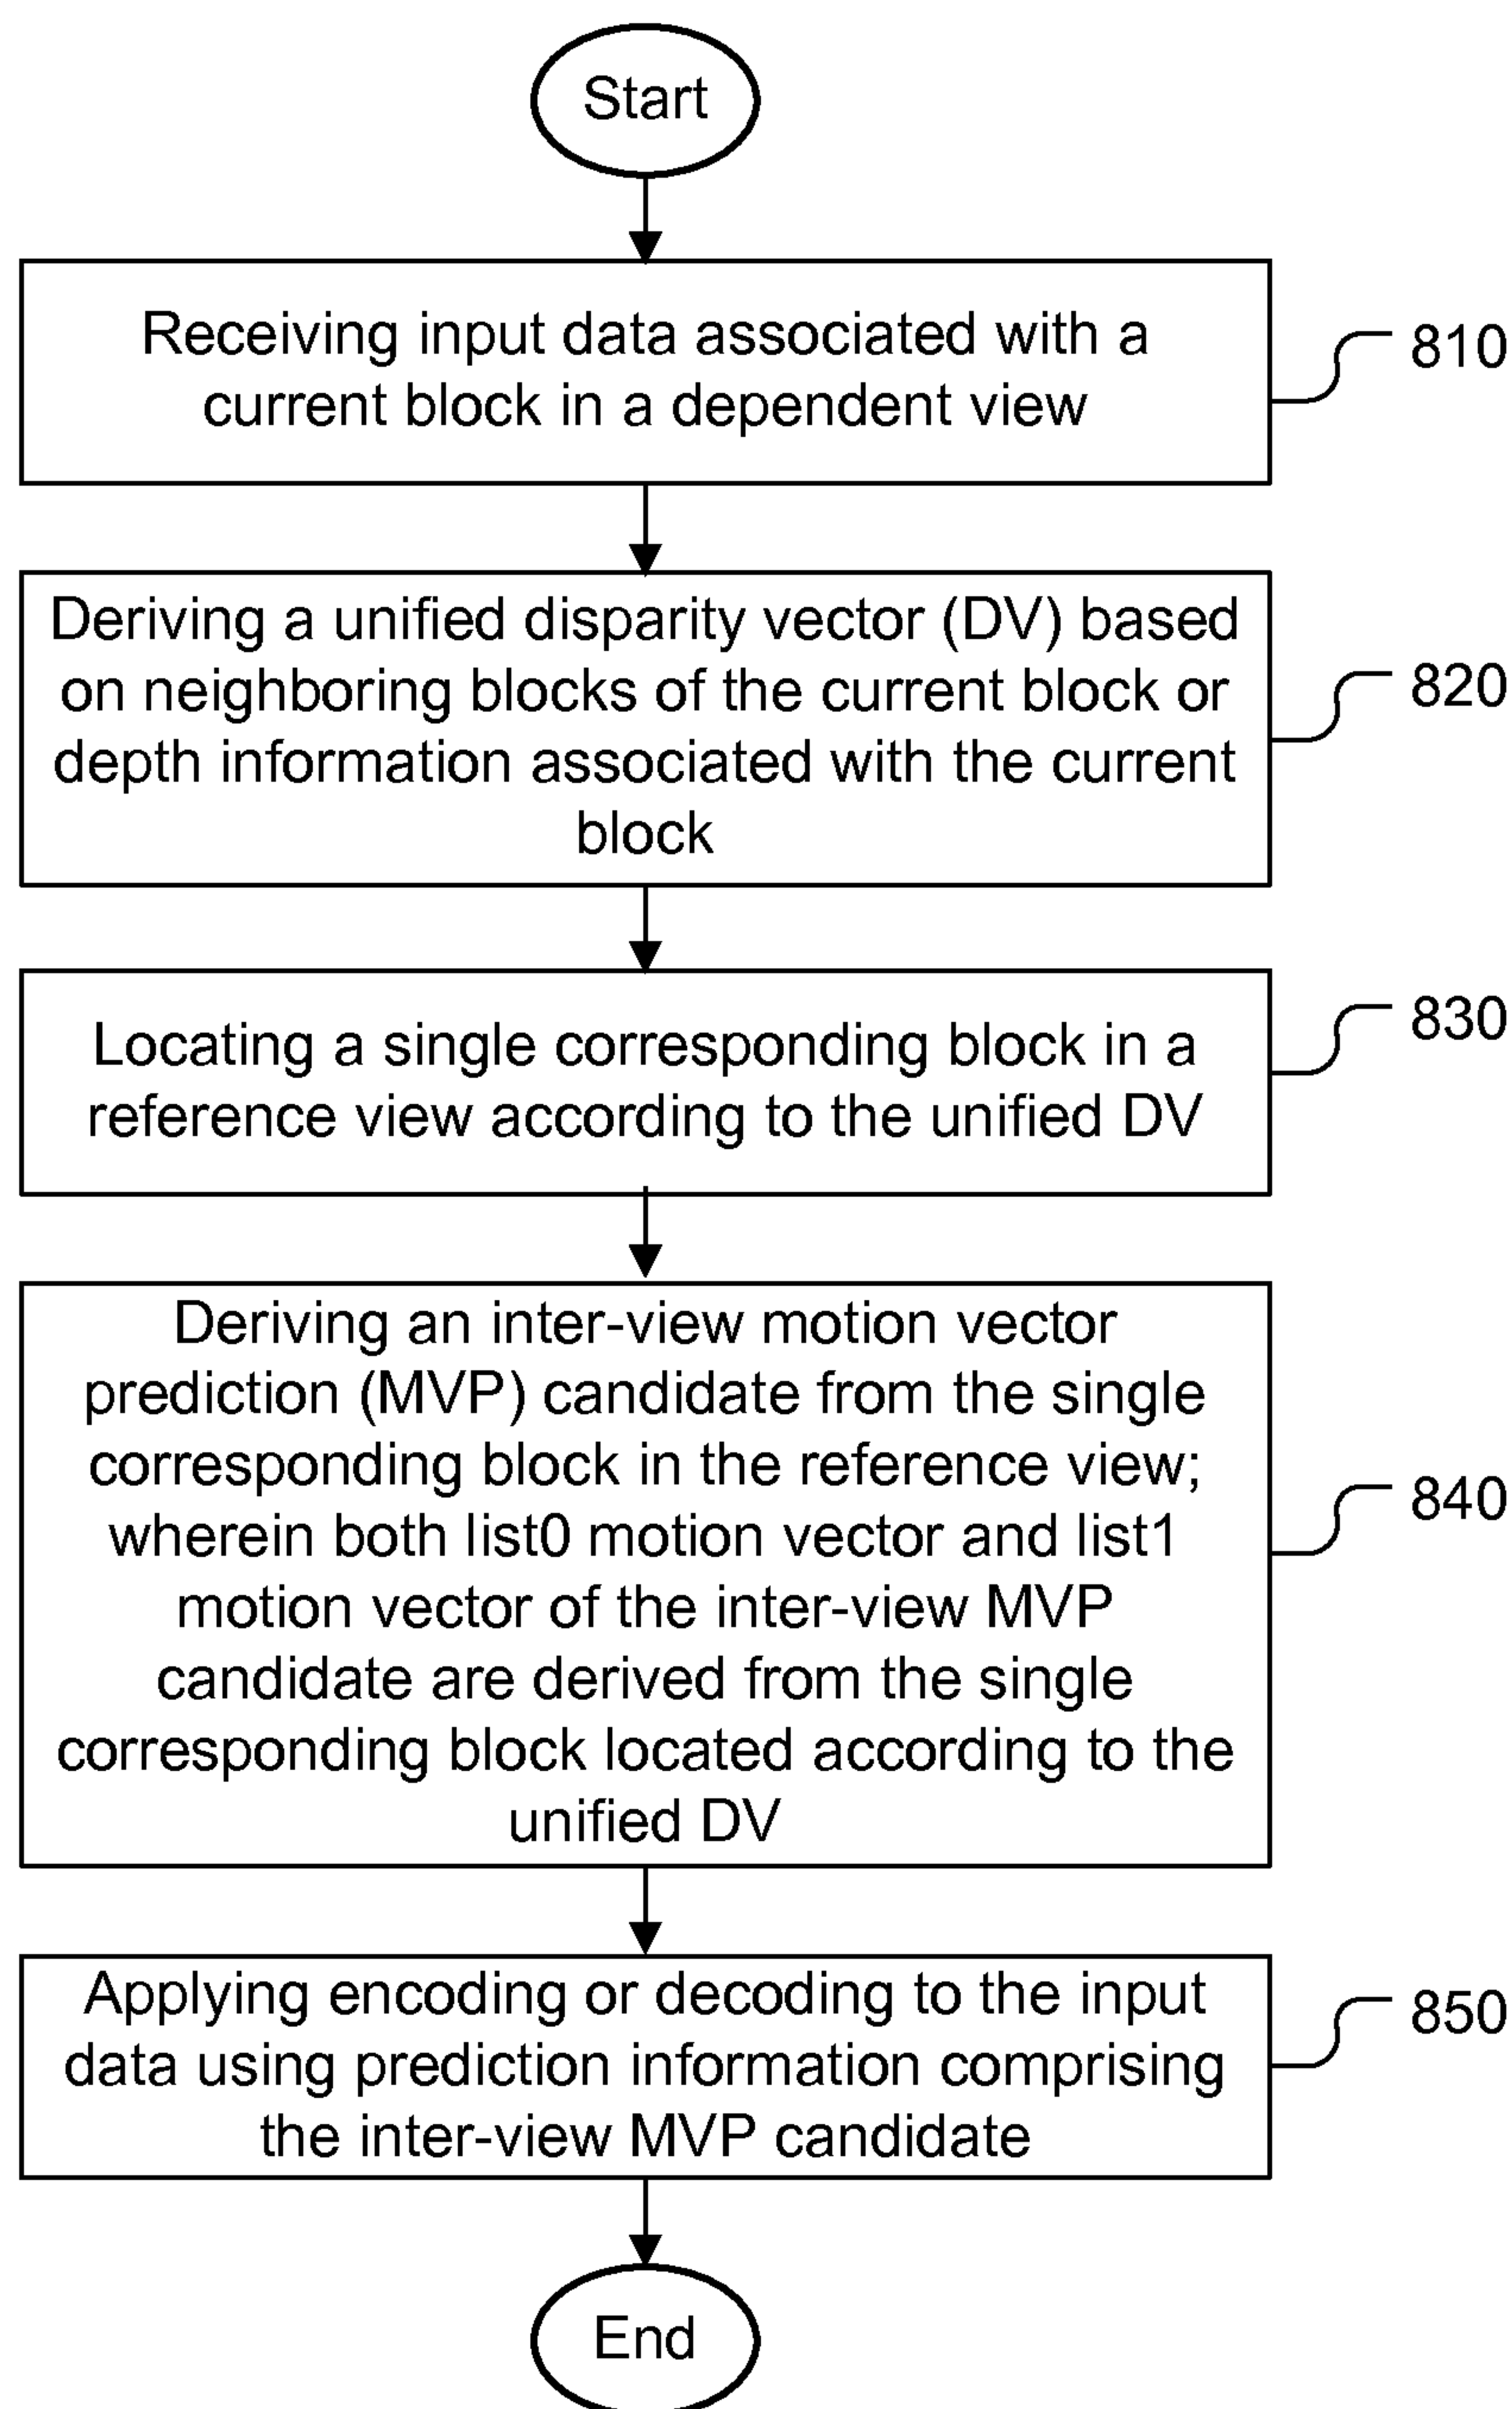 Start
Receiving input data associated with a
current block in a dependent view
810
Deriving a unified disparity vector (DV) based
on neighboring blocks of the current block or
depth information associated with the current
block
820
Locating a single corresponding block in a
reference view according to the unified DV
830
Deriving an inter-view motion vector
prediction (MVP) candidate from the single
corresponding block in the reference view;
wherein both list0 motion vector and list1
motion vector of the inter-view MVP
candidate are derived from the single
corresponding block located according to the
unified DV
840
Applying encoding or decoding to the input
data using prediction information comprising
the inter-view MVP candidate
850
End